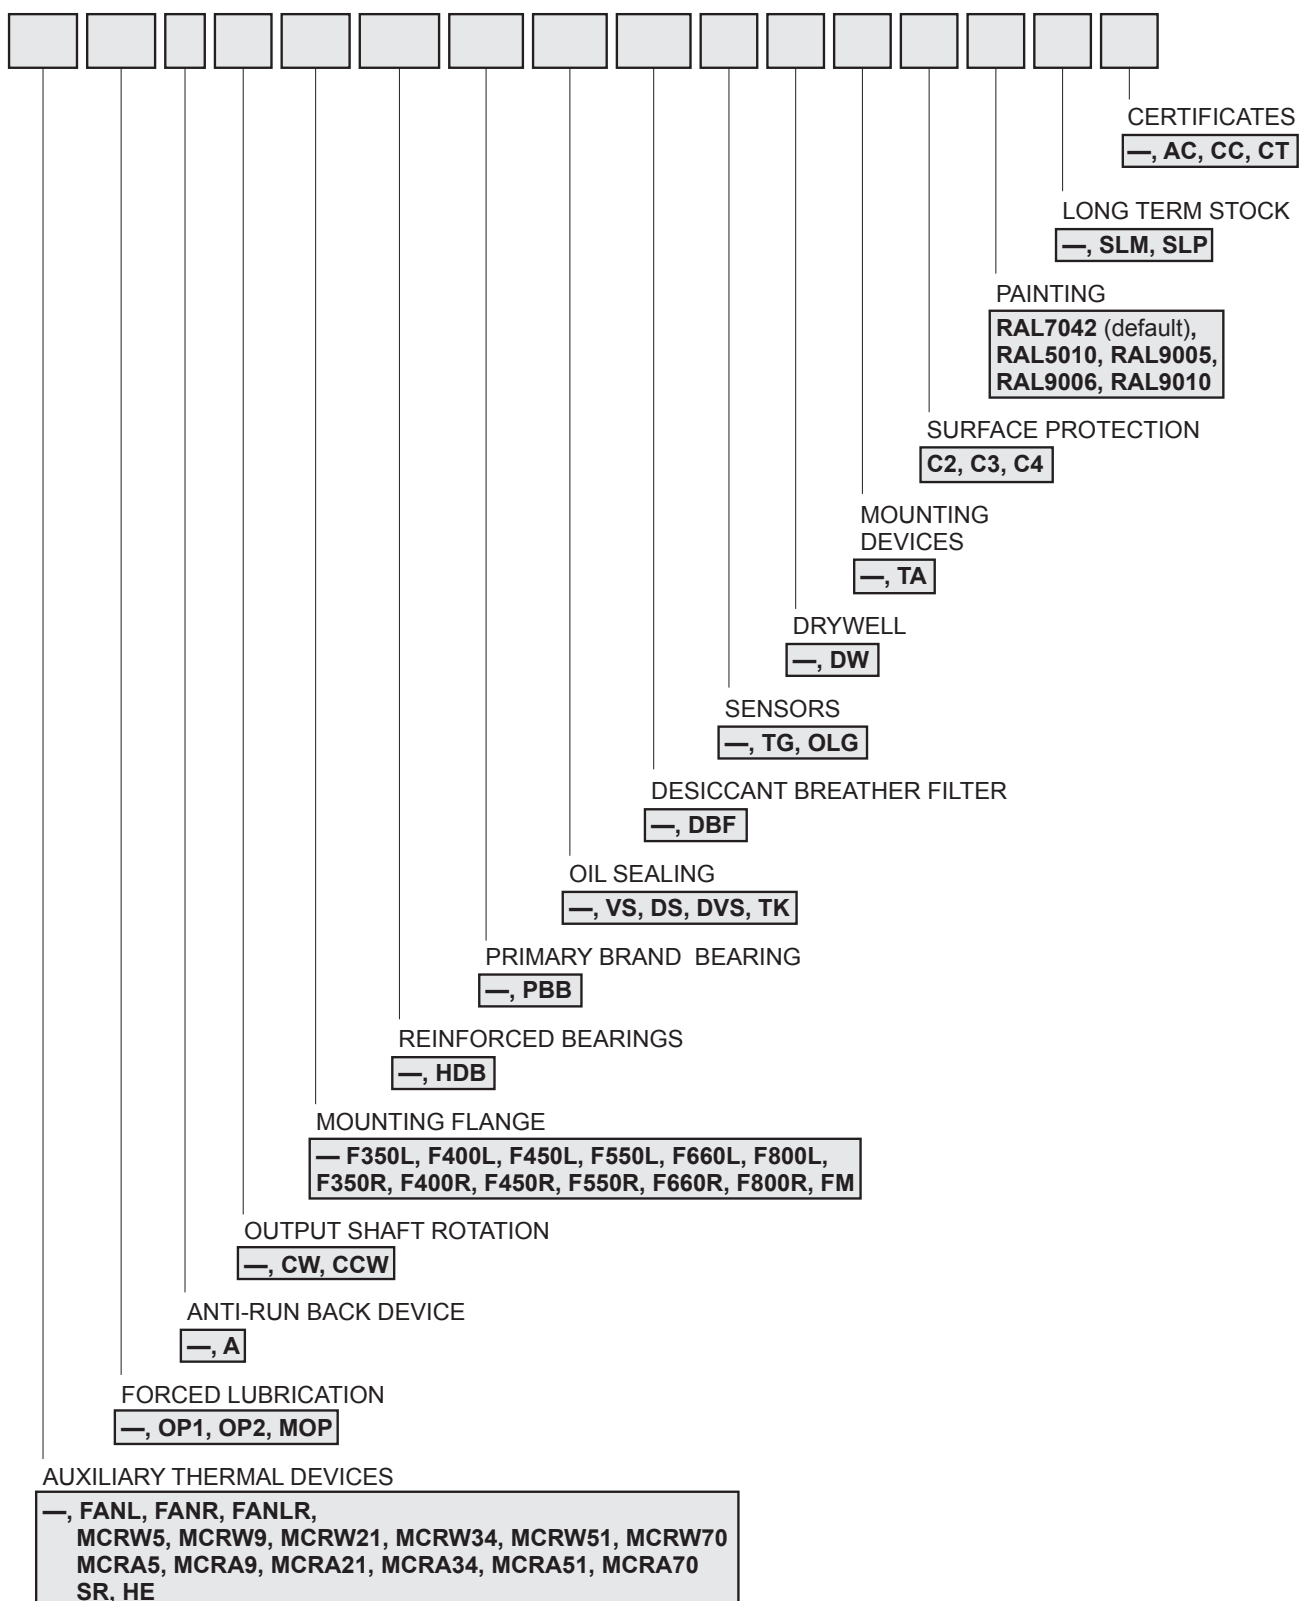 CERTIFICATES
—, AC, CC, CT
LONG TERM STOCK
—, SLM, SLP
PAINTING
RAL7042 (default),
RAL5010, RAL9005,
RAL9006, RAL9010
SURFACE PROTECTION
C2, C3, C4
MOUNTING
DEVICES
—, TA
DRYWELL
—, DW
SENSORS
—, TG, OLG
DESICCANT BREATHER FILTER
—, DBF
OIL SEALING
—, VS, DS, DVS, TK
PRIMARY BRAND  BEARING
—, PBB
REINFORCED BEARINGS
—, HDB
MOUNTING FLANGE
— F350L, F400L, F450L, F550L, F660L, F800L,
F350R, F400R, F450R, F550R, F660R, F800R, FM
OUTPUT SHAFT ROTATION
—, CW, CCW
ANTI-RUN BACK DEVICE
—, A
FORCED LUBRICATION
—, OP1, OP2, MOP
AUXILIARY THERMAL DEVICES
—, FANL, FANR, FANLR,
MCRW5, MCRW9, MCRW21, MCRW34, MCRW51, MCRW70
MCRA5, MCRA9, MCRA21, MCRA34, MCRA51, MCRA70
SR, HE